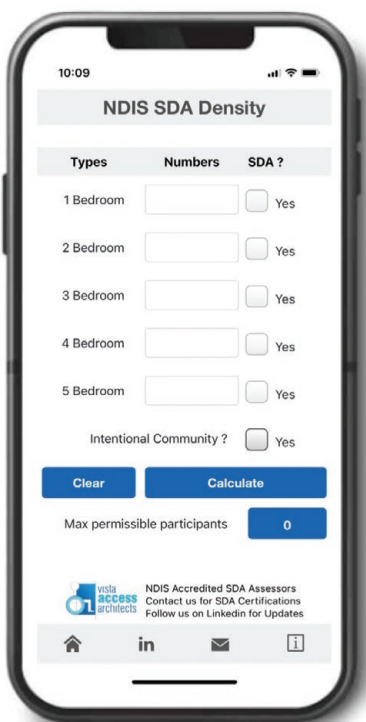 10:09
NDIS SDA Density
Types Numbers SDA ?
1 Bedroom Yes
2 Bedroom Yes
3 Bedroom Yes
4 Bedroom Yes
5 Bedroom Yes
Intentional Community ? Yes
Clear Calculate
Max permissible participants 0
vista
access
architects
NDIS Accredited SDA Assessors
Contact us for SDA Certifications
Follow us on Linkedin for Updates
in i